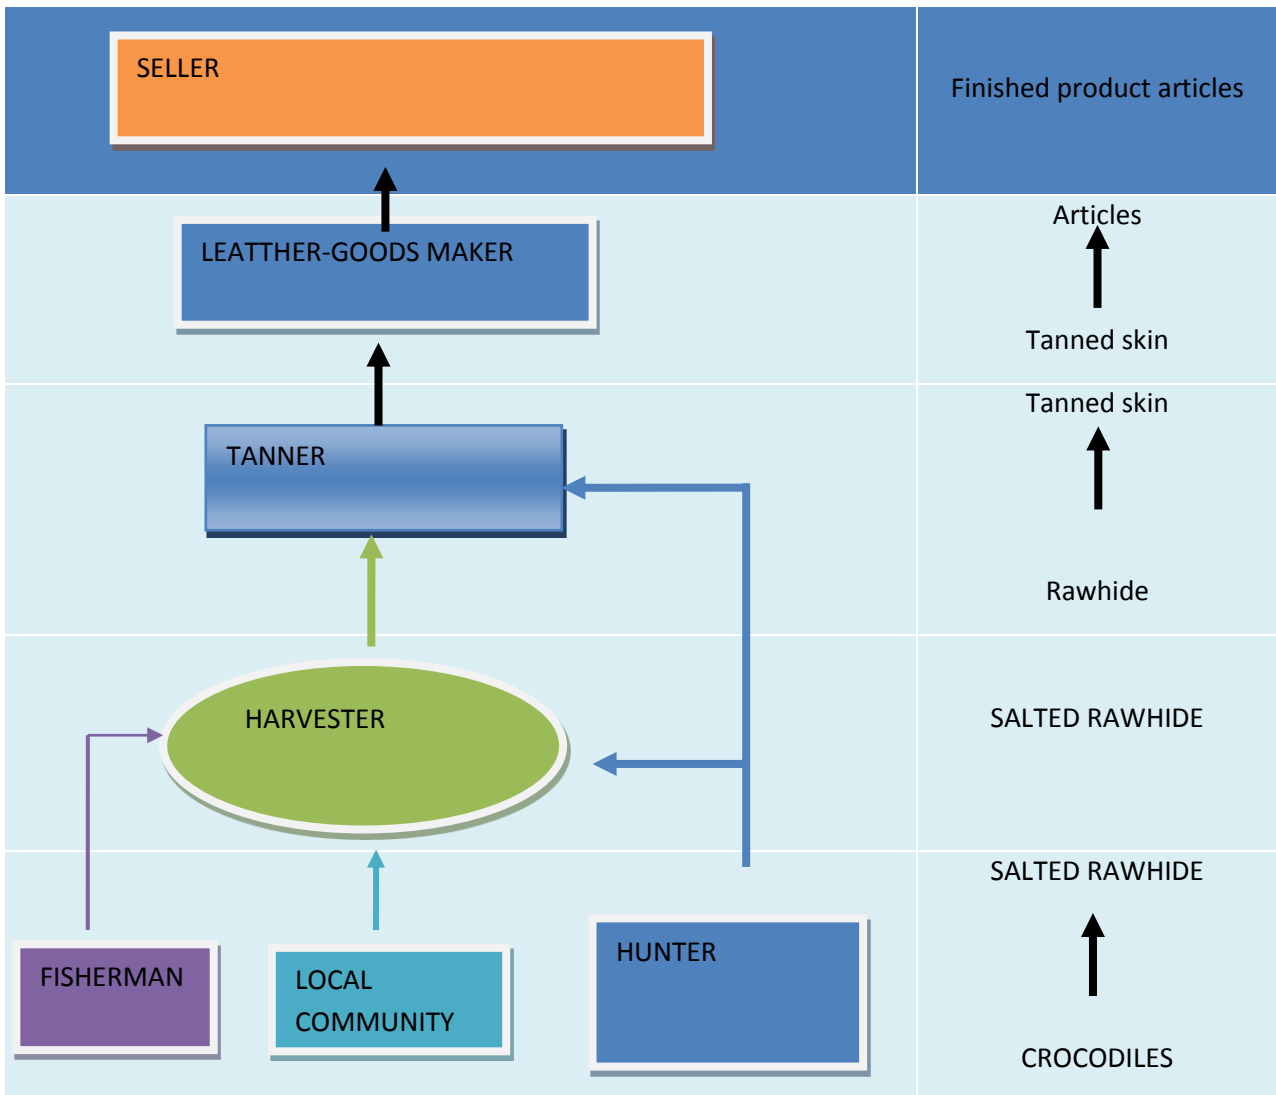 SELLER
Finished product articles
LEATTHER-GOODS MAKER
Articles
Tanned skin
TANNER
Tanned skin
Rawhide
HARVESTER
SALTED RAWHIDE
SALTED RAWHIDE
FISHERMAN
LOCAL
COMMUNITY
HUNTER
CROCODILES